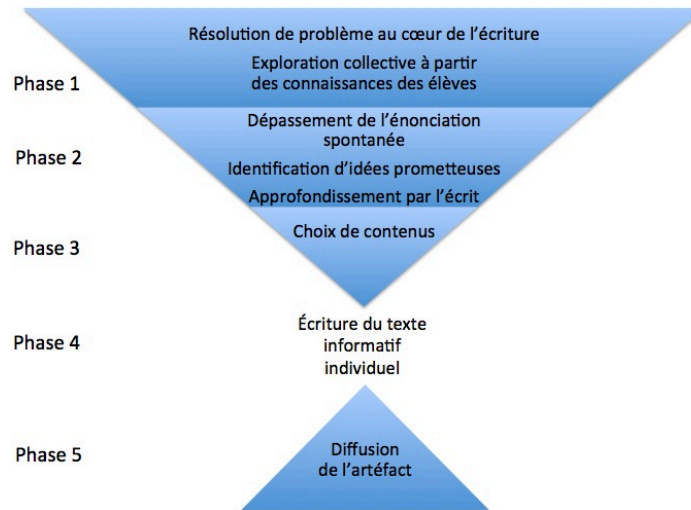 Résolution de problème au cœur de l'écriture
Phase 1
Exploration collective à partir
des connaissances des élèves
Phase 2
Dépassement de l'énonciation
spontanée
Identification d'idées prometteuses
Approfondissement par l'écrit
Phase 3
Choix de contenus
Phase 4
Écriture du texte
informatif
individuel
Phase 5
Diffusion
de l'artéfact